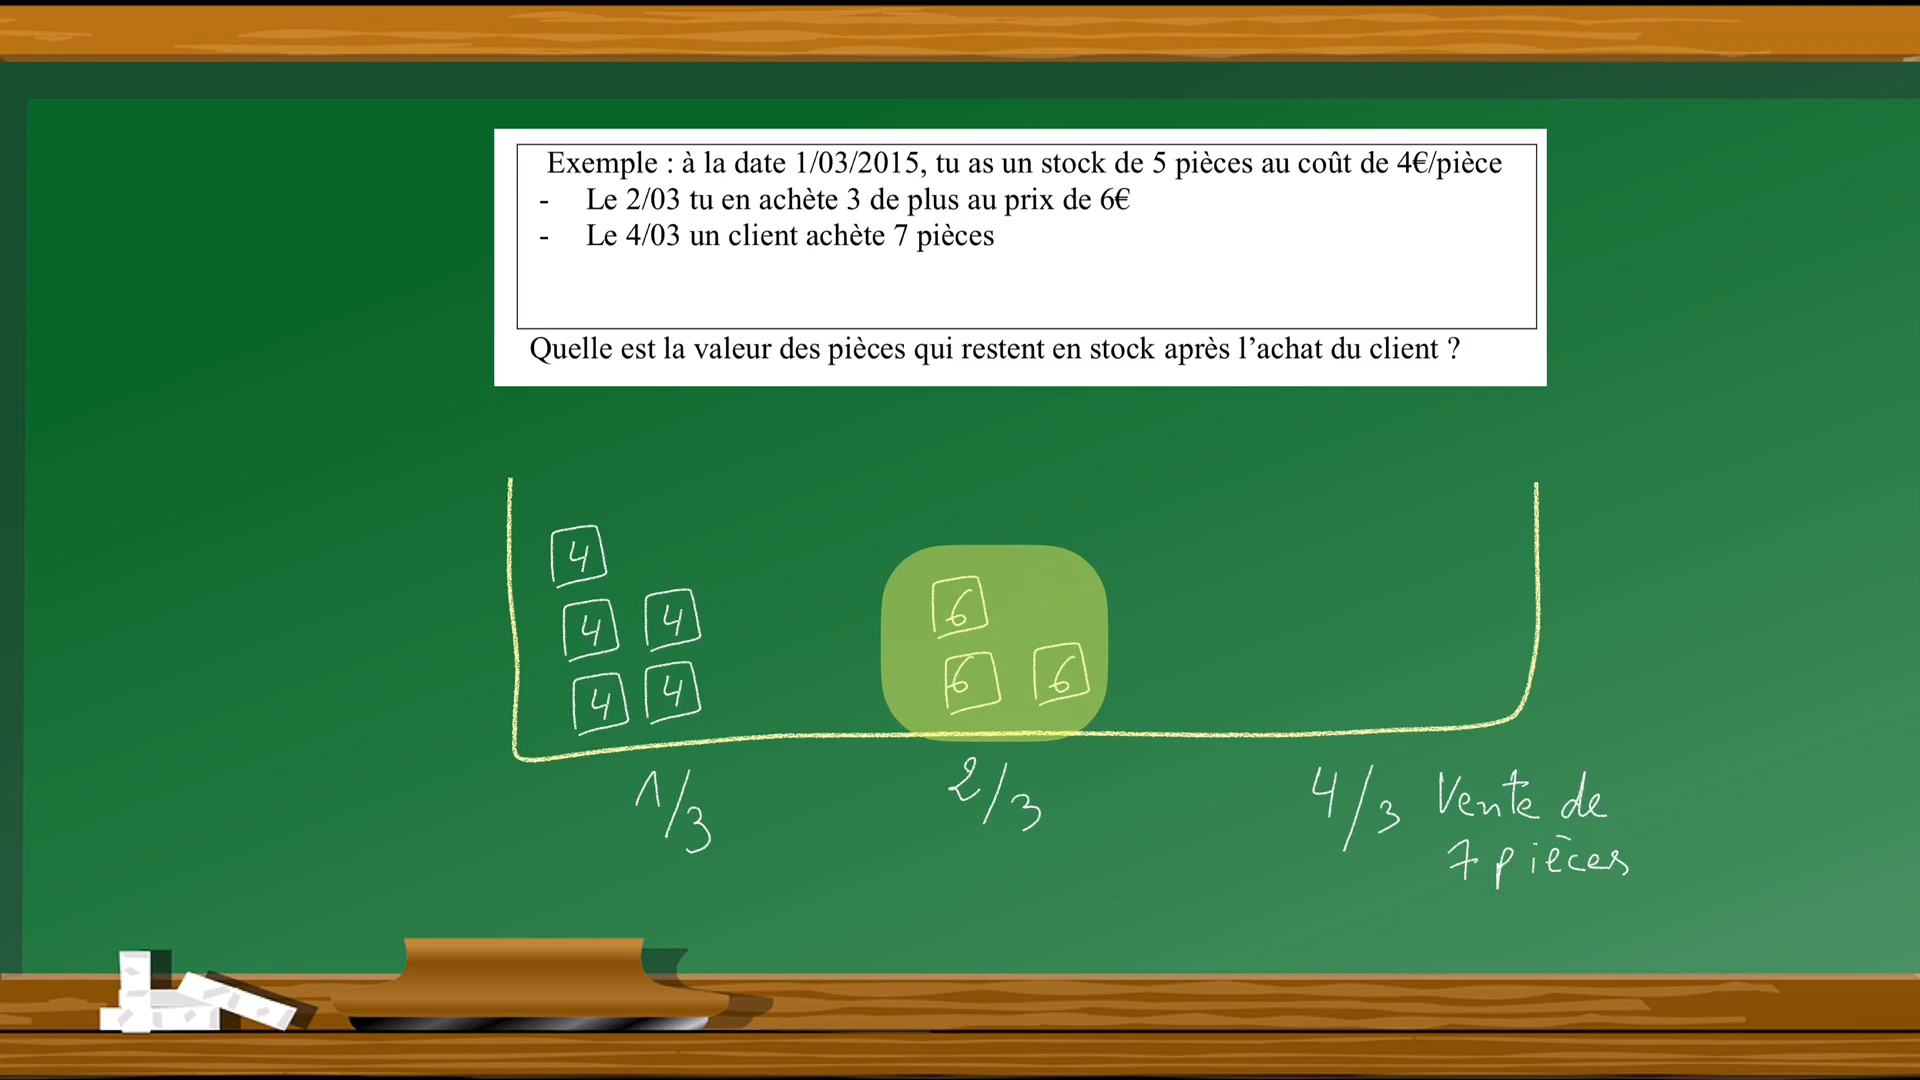 Exemple : à la date 1/03/2015, tu as un stock de 5 pièces au coût de 4€/pièce
- Le 2/03 tu en achète 3 de plus au prix de 6€
- Le 4/03 un client achète 7 pièces
Quelle est la valeur des pièces qui restent en stock après l’achat du client ?
4
4 4
4 4
6
6 6
1/3
2/3
4/3 Vente de
7 pièces